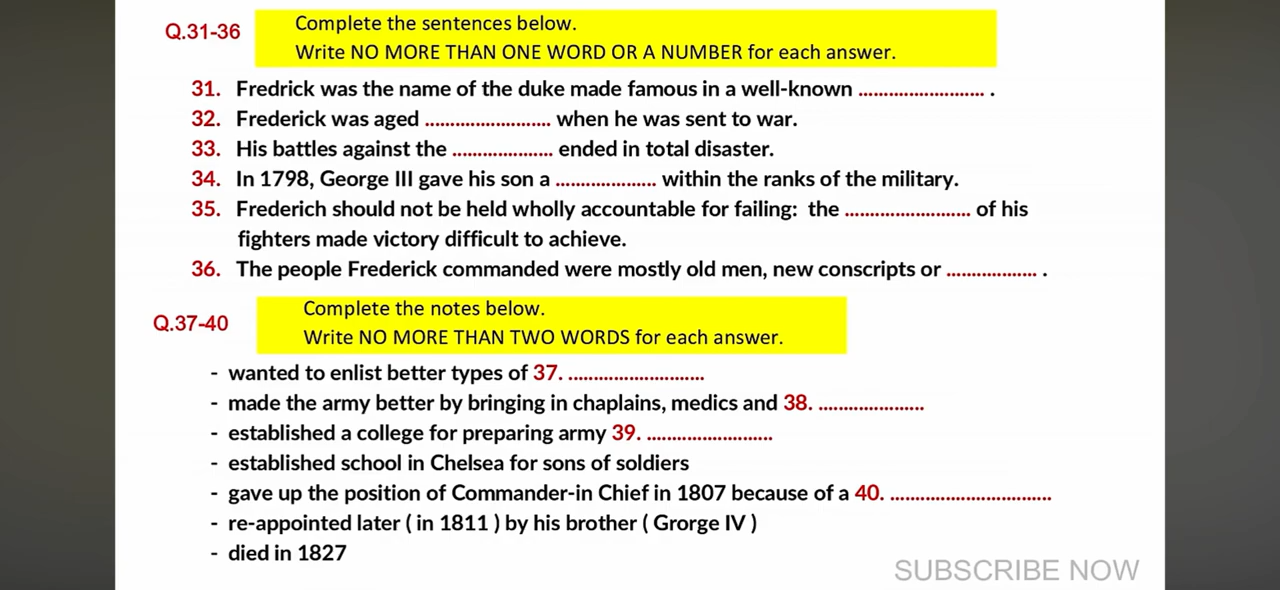 Q.31-36
Complete the sentences below.
Write NO MORE THAN ONE WORD OR A NUMBER for each answer.
31. Fredrick was the name of the duke made famous in a well-known ......................... .
32. Frederick was aged ......................... when he was sent to war.
33. His battles against the .................... ended in total disaster.
34. In 1798, George III gave his son a .................... within the ranks of the military.
35. Frederich should not be held wholly accountable for failing: the ......................... of his
fighters made victory difficult to achieve.
36. The people Frederick commanded were mostly old men, new conscripts or .................. .
Q.37-40
Complete the notes below.
Write NO MORE THAN TWO WORDS for each answer.
- wanted to enlist better types of 37. ...........................
- made the army better by bringing in chaplains, medics and 38. .....................
- established a college for preparing army 39. .........................
- established school in Chelsea for sons of soldiers
- gave up the position of Commander-in Chief in 1807 because of a 40. ................................
- re-appointed later ( in 1811 ) by his brother ( Grorge IV )
- died in 1827
SUBSCRIBE NOW